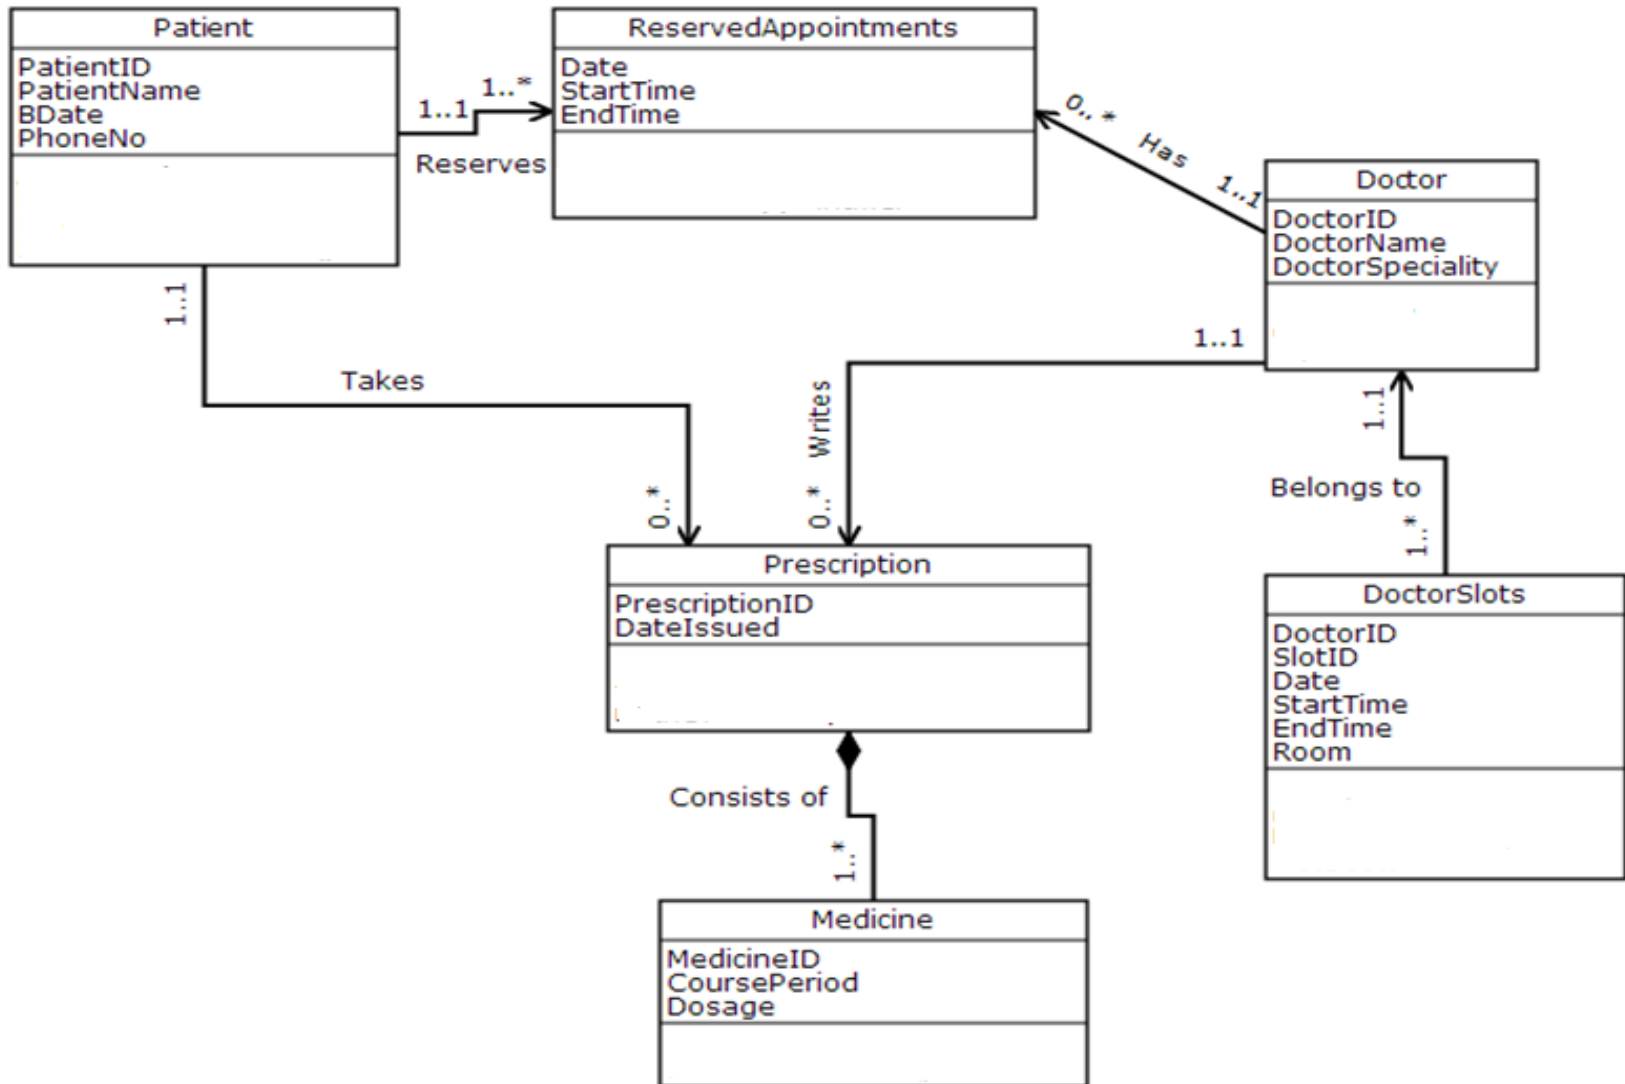 Patient
PatientID
PatientName
BDate
PhoneNo
1..1
1..*
Reserves
ReservedAppointments
Date
StartTime
EndTime
0.. *
Has
1..1
Doctor
DoctorID
DoctorName
DoctorSpeciality
1..1
Takes
0..*
1..1
Writes
0..*
1..1
Belongs to
1..*
Prescription
PrescriptionID
DateIssued
DoctorSlots
DoctorID
SlotID
Date
StartTime
EndTime
Room
Consists of
1..*
Medicine
MedicineID
CoursePeriod
Dosage